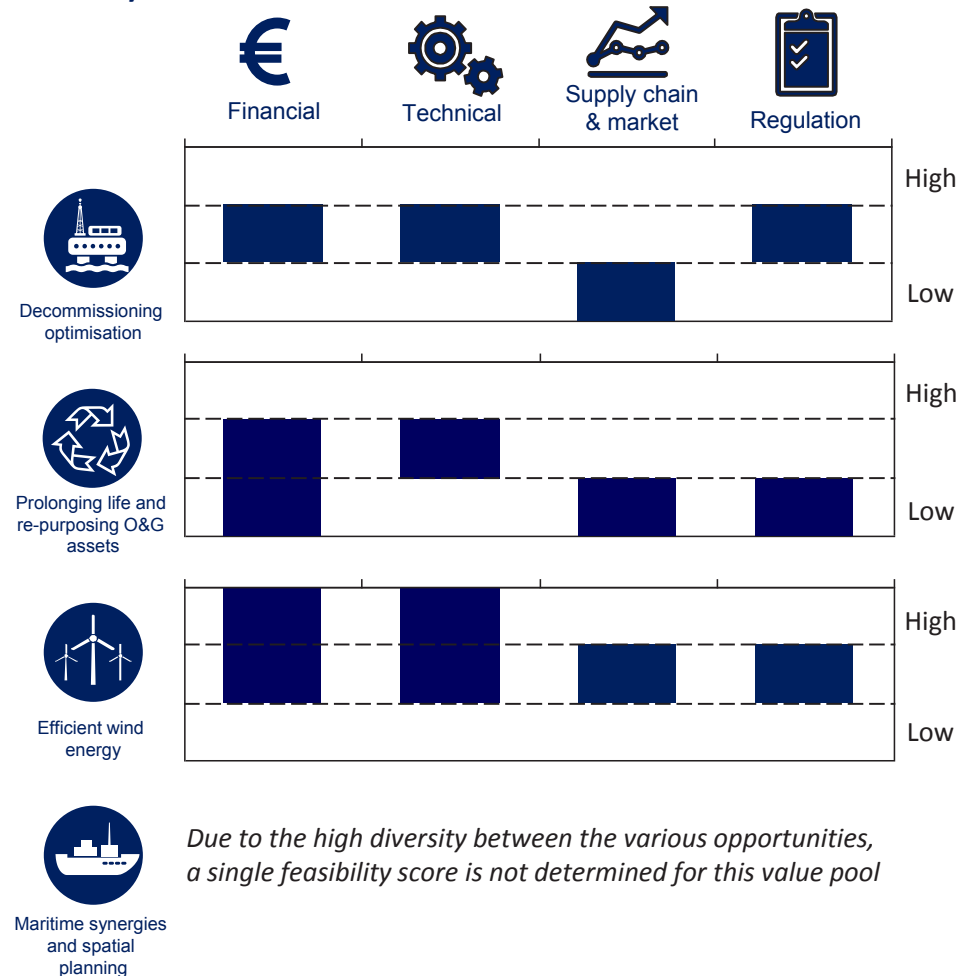 Financial
Technical
Supply chain
& market
Regulation
High
Low
Decommissioning
optimisation
High
Low
Prolonging life and
re-purposing O&G
assets
High
Low
Efficient wind
energy
Due to the high diversity between the various opportunities,
a single feasibility score is not determined for this value pool
Maritime synergies
and spatial
planning